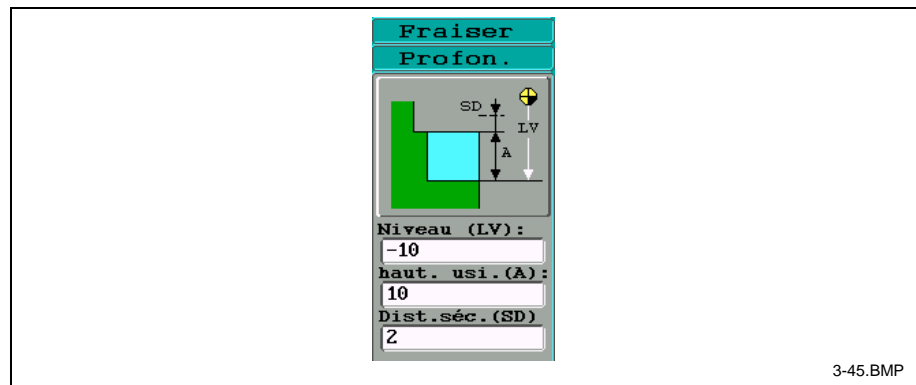 Fraiser
Profon.
SD
LV
A
Niveau (LV):
-10
haut. usi.(A):
10
Dist.séc.(SD)
2
3-45.BMP